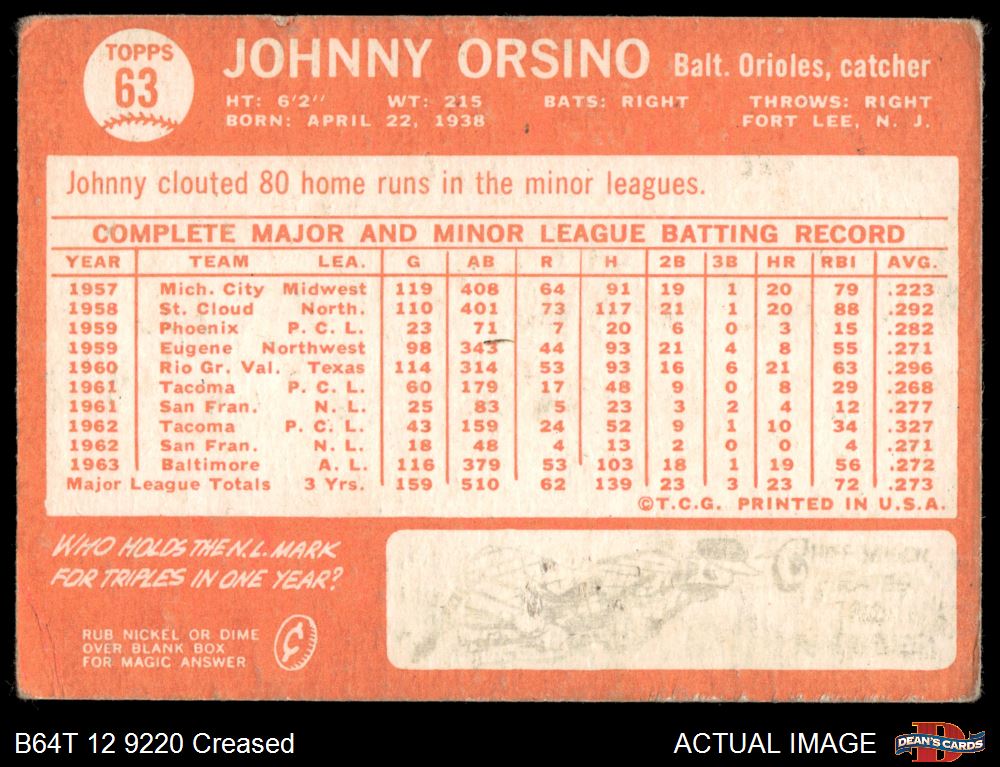 TOPPS
63
JOHNNY ORSINO Balt. Orioles, catcher
HT: 6'2" WT: 215 BATS: RIGHT THROWS: RIGHT
BORN: APRIL 22, 1938 FORT LEE, N. J.
Johnny clouted 80 home runs in the minor leagues.
COMPLETE MAJOR AND MINOR LEAGUE BATTING RECORD
YEAR TEAM LEA. G AB R H 2B 3B HR RBI AVG.
1957 Mich. City Midwest 119 408 64 91 19 1 20 79 .223
1958 St. Cloud North. 110 401 73 117 21 1 20 88 .292
1959 Phoenix P. C. L. 23 71 7 20 6 0 3 15 .282
1959 Eugene Northwest 98 343 44 93 21 4 8 55 .271
1960 Rio Gr. Val. Texas 114 314 53 93 16 6 21 63 .296
1961 Tacoma P. C. L. 60 179 17 48 9 0 8 29 .268
1961 San Fran. N. L. 25 83 5 23 3 2 4 12 .277
1962 Tacoma P. C. L. 43 159 24 52 9 1 10 34 .327
1962 San Fran. N. L. 18 48 4 13 2 0 0 4 .271
1963 Baltimore A. L. 116 379 53 103 18 1 19 56 .272
Major League Totals 3 Yrs. 159 510 62 139 23 3 23 72 .273
©T.C.G. PRINTED IN U.S.A.
WHO HOLDS THE N.L. MARK
FOR TRIPLES IN ONE YEAR?
RUB NICKEL OR DIME
OVER BLANK BOX
FOR MAGIC ANSWER
B64T 12 9220 Creased ACTUAL IMAGE DEAN'S CARDS